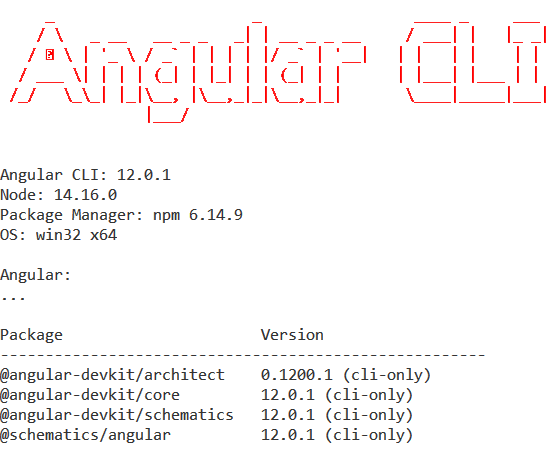 Angular CLI
Angular CLI: 12.0.1
Node: 14.16.0
Package Manager: npm 6.14.9
OS: win32 x64
Angular:
...
Package Version
------------------------------------------------------
@angular-devkit/architect 0.1200.1 (cli-only)
@angular-devkit/core 12.0.1 (cli-only)
@angular-devkit/schematics 12.0.1 (cli-only)
@schematics/angular 12.0.1 (cli-only)